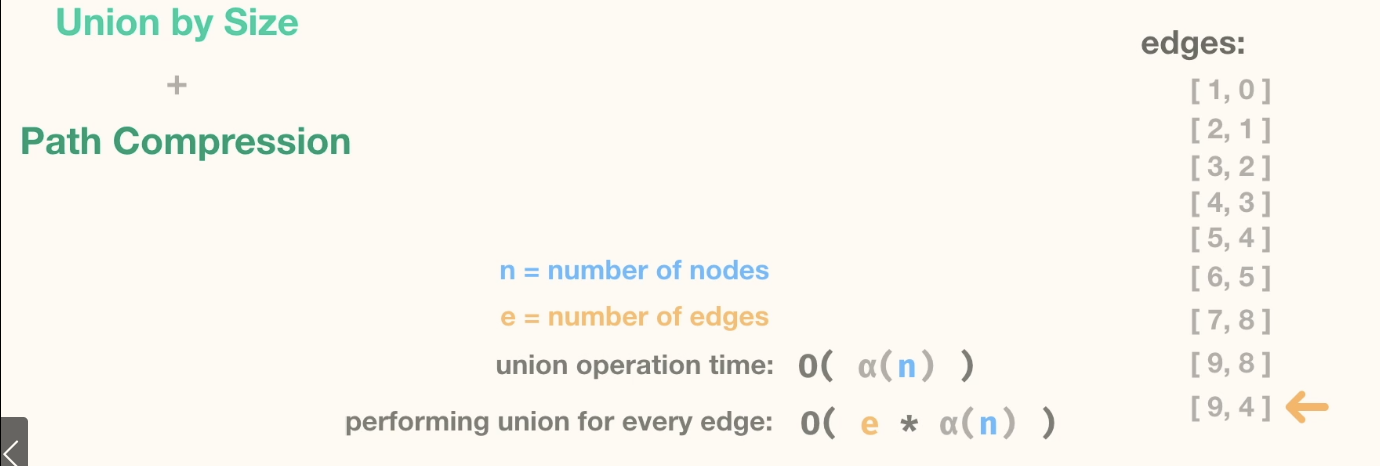 Union by Size
+
Path Compression
n = number of nodes
e = number of edges
union operation time: O( α(n) )
performing union for every edge: O( e * α(n) )
edges:
[ 1, 0 ]
[ 2, 1 ]
[ 3, 2 ]
[ 4, 3 ]
[ 5, 4 ]
[ 6, 5 ]
[ 7, 8 ]
[ 9, 8 ]
[ 9, 4 ]